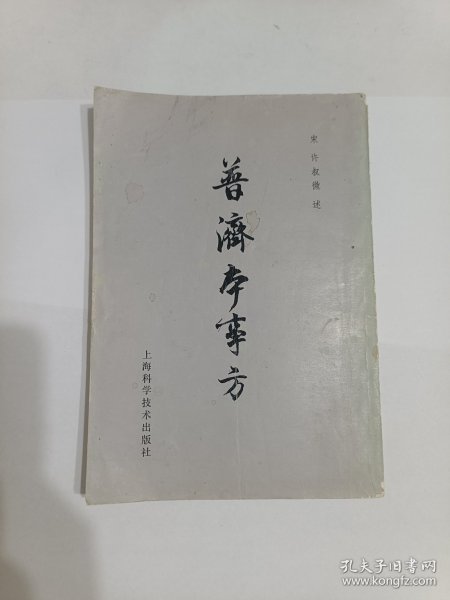 宋 许叔微 述
普濟本事方
上海科学技术出版社
孔夫子旧书网
www.kongfz.com